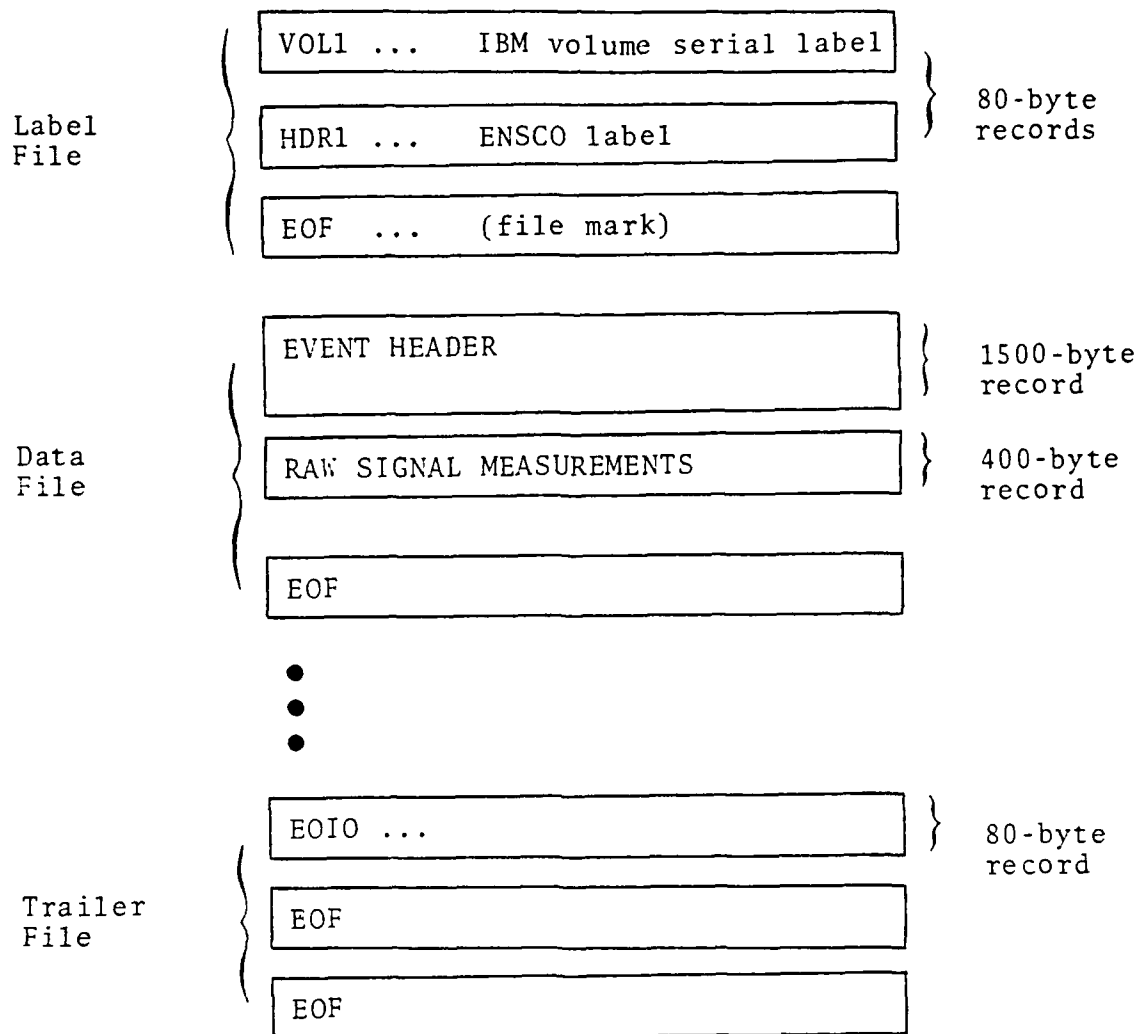 VOL1 ... IBM volume serial label
80-byte
records
Label
File
HDR1 ... ENSCO label
EOF ... (file mark)
EVENT HEADER
1500-byte
record
Data
File
RAW SIGNAL MEASUREMENTS
400-byte
record
EOF
EOIO ...
80-byte
record
Trailer
File
EOF
EOF